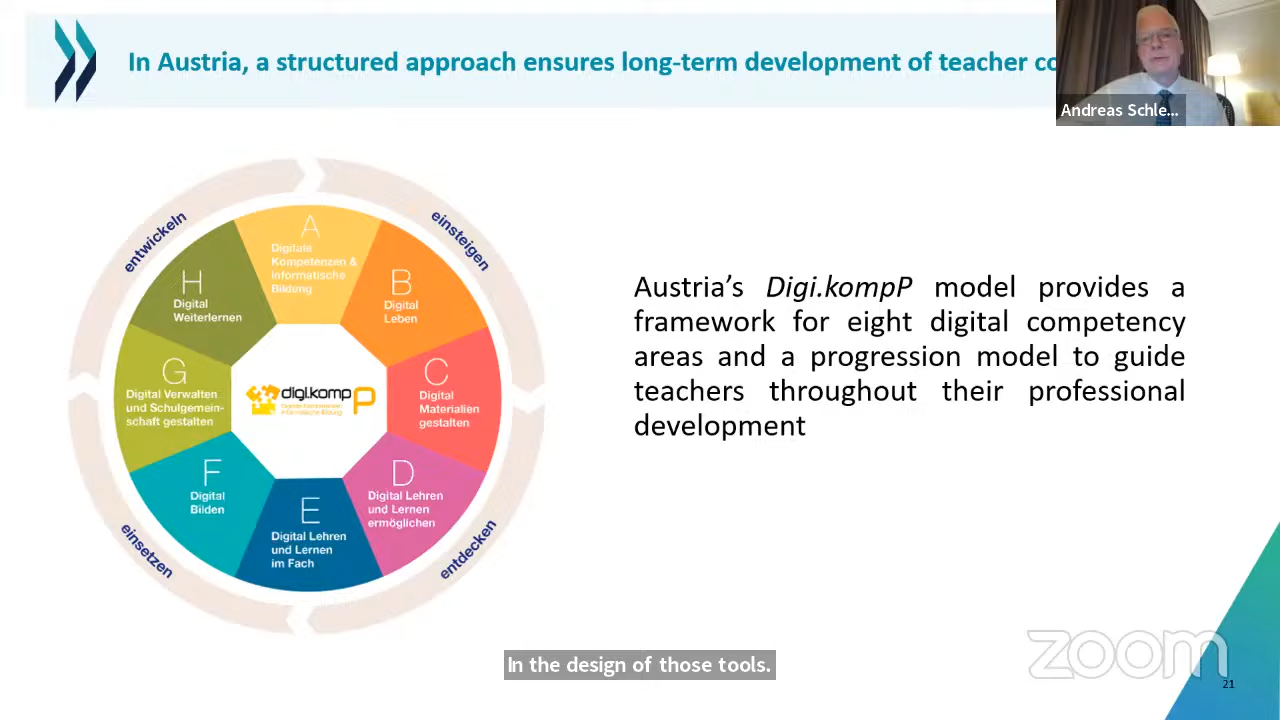 In Austria, a structured approach ensures long-term development of teacher co
Andreas Schle...
entwickeln
einsteigen
A
Digitale
Kompetenzen &
informatische
Bildung
H
Digital
Weiterlernen
B
Digital
Leben
G
Digital Verwalten
und Schulgemein-
schaft gestalten
digi.kompP
C
Digital
Materialien
gestalten
F
Digital
Bilden
D
Digital Lehren
und Lernen
ermöglichen
E
Digital Lehren
und Lernen
im Fach
einsetzen
entdecken
Austria's Digi.kompP model provides a
framework for eight digital competency
areas and a progression model to guide
teachers throughout their professional
development
In the design of those tools.
zoom
21